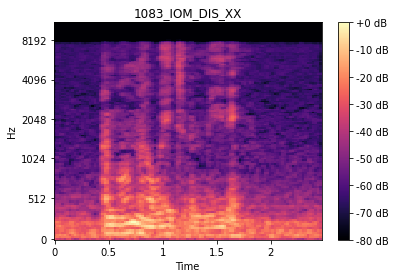 1083_IOM_DIS_XX
+0 dB
8192
-10 dB
4096
-20 dB
-30 dB
2048
Hz
-40 dB
1024
-50 dB
512
-60 dB
-70 dB
0
-80 dB
0 0.5 1 1.5 2
Time